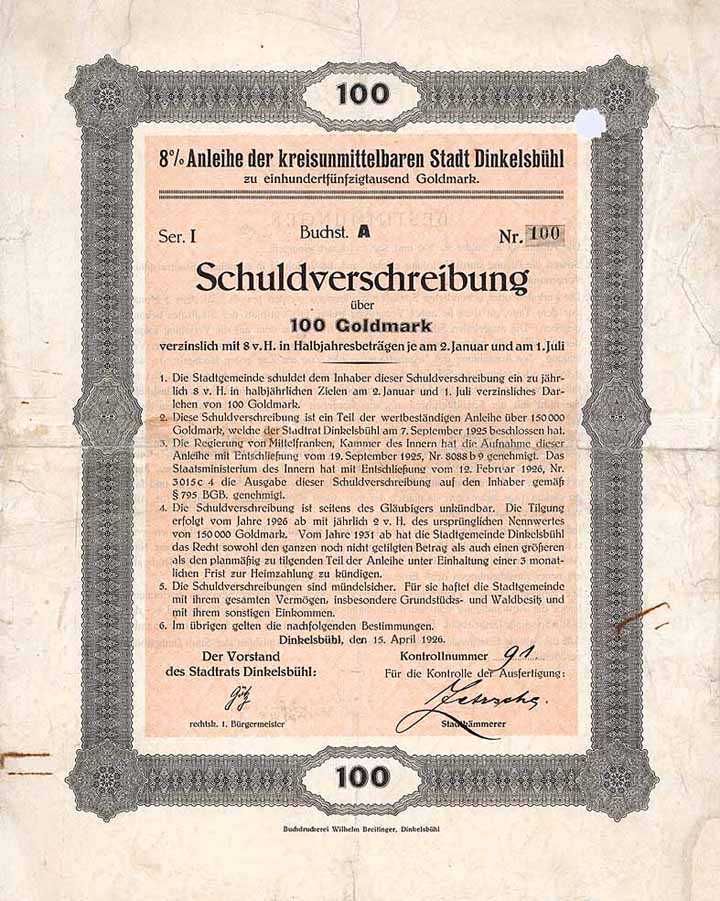 100
8% Anleihe der kreisunmittelbaren Stadt Dinkelsbühl
zu einhundertfünfzigtausend Goldmark.
Ser. I Buchst. A Nr. 100
Schuldverschreibung
über
100 Goldmark
verzinslich mit 8 v. H. in Halbjahresbeträgen je am 2. Januar und am 1. Juli
1. Die Stadtgemeinde schuldet dem Inhaber dieser Schuldverschreibung ein zu jähr-
lich 8 v. H. in halbjährlichen Zielen am 2. Januar und 1. Juli verzinsliches Dar-
lehen von 100 Goldmark.
2. Diese Schuldverschreibung ist ein Teil der wertbeständigen Anleihe über 150 000
Goldmark, welche der Stadtrat Dinkelsbühl am 7. September 1925 beschlossen hat.
3. Die Regierung von Mittelfranken, Kammer des Innern hat die Aufnahme dieser
Anleihe mit Entschließung vom 19. September 1925, Nr. 8088 b 9 genehmigt. Das
Staatsministerium des Innern hat mit Entschließung vom 12. Februar 1926, Nr.
3015 c 4 die Ausgabe dieser Schuldverschreibung auf den Inhaber gemäß
§ 795 BGB. genehmigt.
4. Die Schuldverschreibung ist seitens des Gläubigers unkündbar. Die Tilgung
erfolgt vom Jahre 1926 ab mit jährlich 2 v. H. des ursprünglichen Nennwertes
von 150 000 Goldmark. Vom Jahre 1931 ab hat die Stadtgemeinde Dinkelsbühl
das Recht sowohl den ganzen noch nicht getilgten Betrag als auch einen größeren
als den planmäßig zu tilgenden Teil der Anleihe unter Einhaltung einer 3 monat-
lichen Frist zur Heimzahlung zu kündigen.
5. Die Schuldverschreibungen sind mündelsicher. Für sie haftet die Stadtgemeinde
mit ihrem gesamten Vermögen, insbesondere Grundstücks- und Waldbesitz und
mit ihrem sonstigen Einkommen.
6. Im übrigen gelten die nachfolgenden Bestimmungen.
Dinkelsbühl, den 15. April 1926.
Der Vorstand
des Stadtrats Dinkelsbühl:
Götz
rechtsk. 1. Bürgermeister
Kontrollnummer 91
Für die Kontrolle der Ausfertigung:
Stadtkämmerer
100
Buchdruckerei Wilhelm Breitinger, Dinkelsbühl